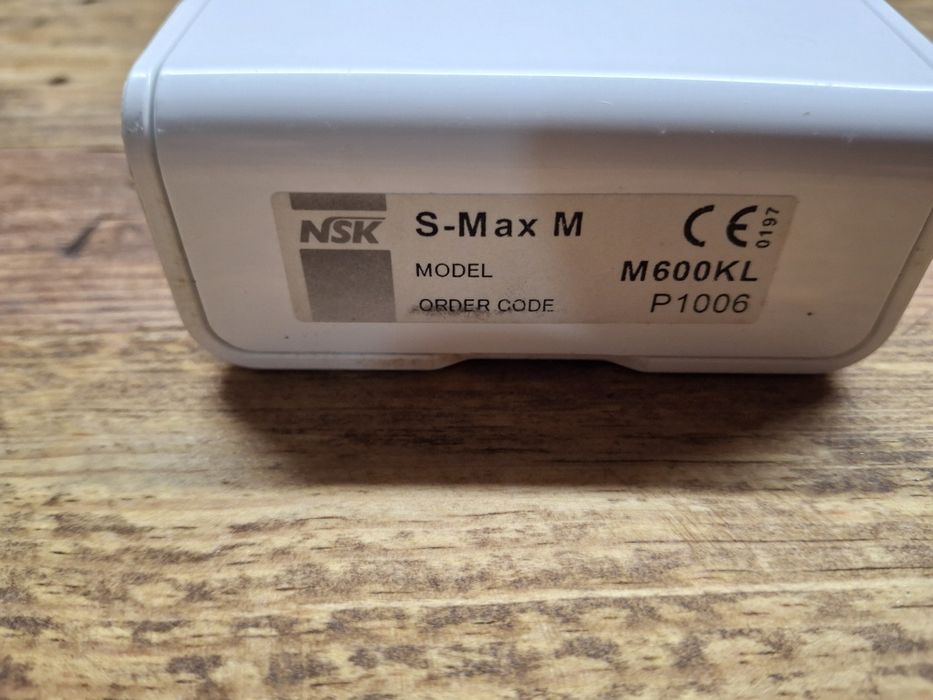 NSK
S-Max M
CE 0197
MODEL M600KL
ORDER CODE P1006